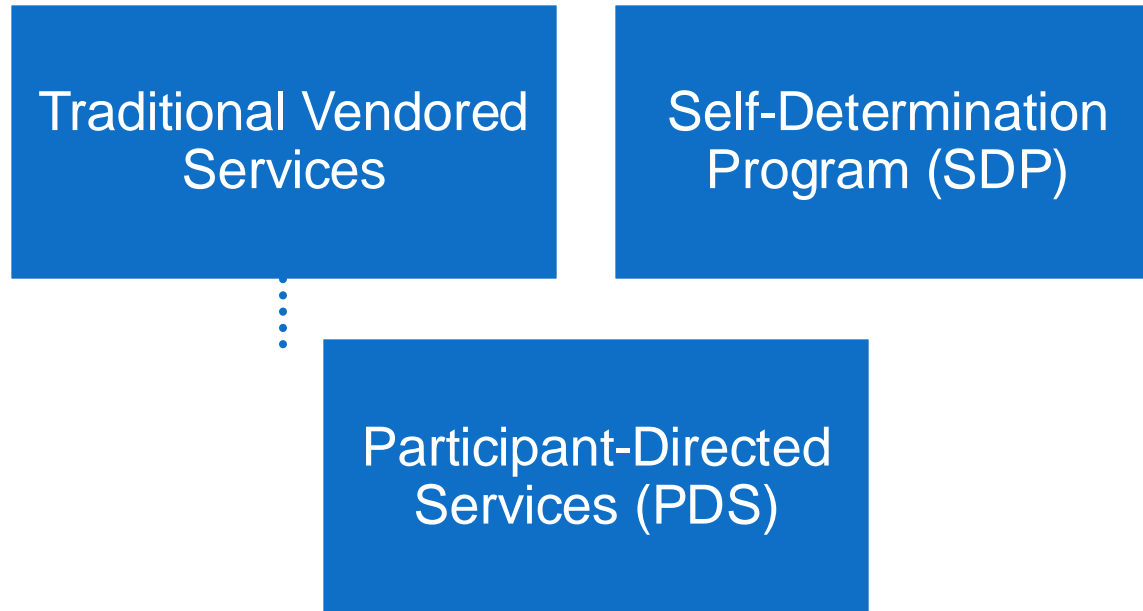 Traditional Vendored
Services
Self-Determination
Program (SDP)
Participant-Directed
Services (PDS)